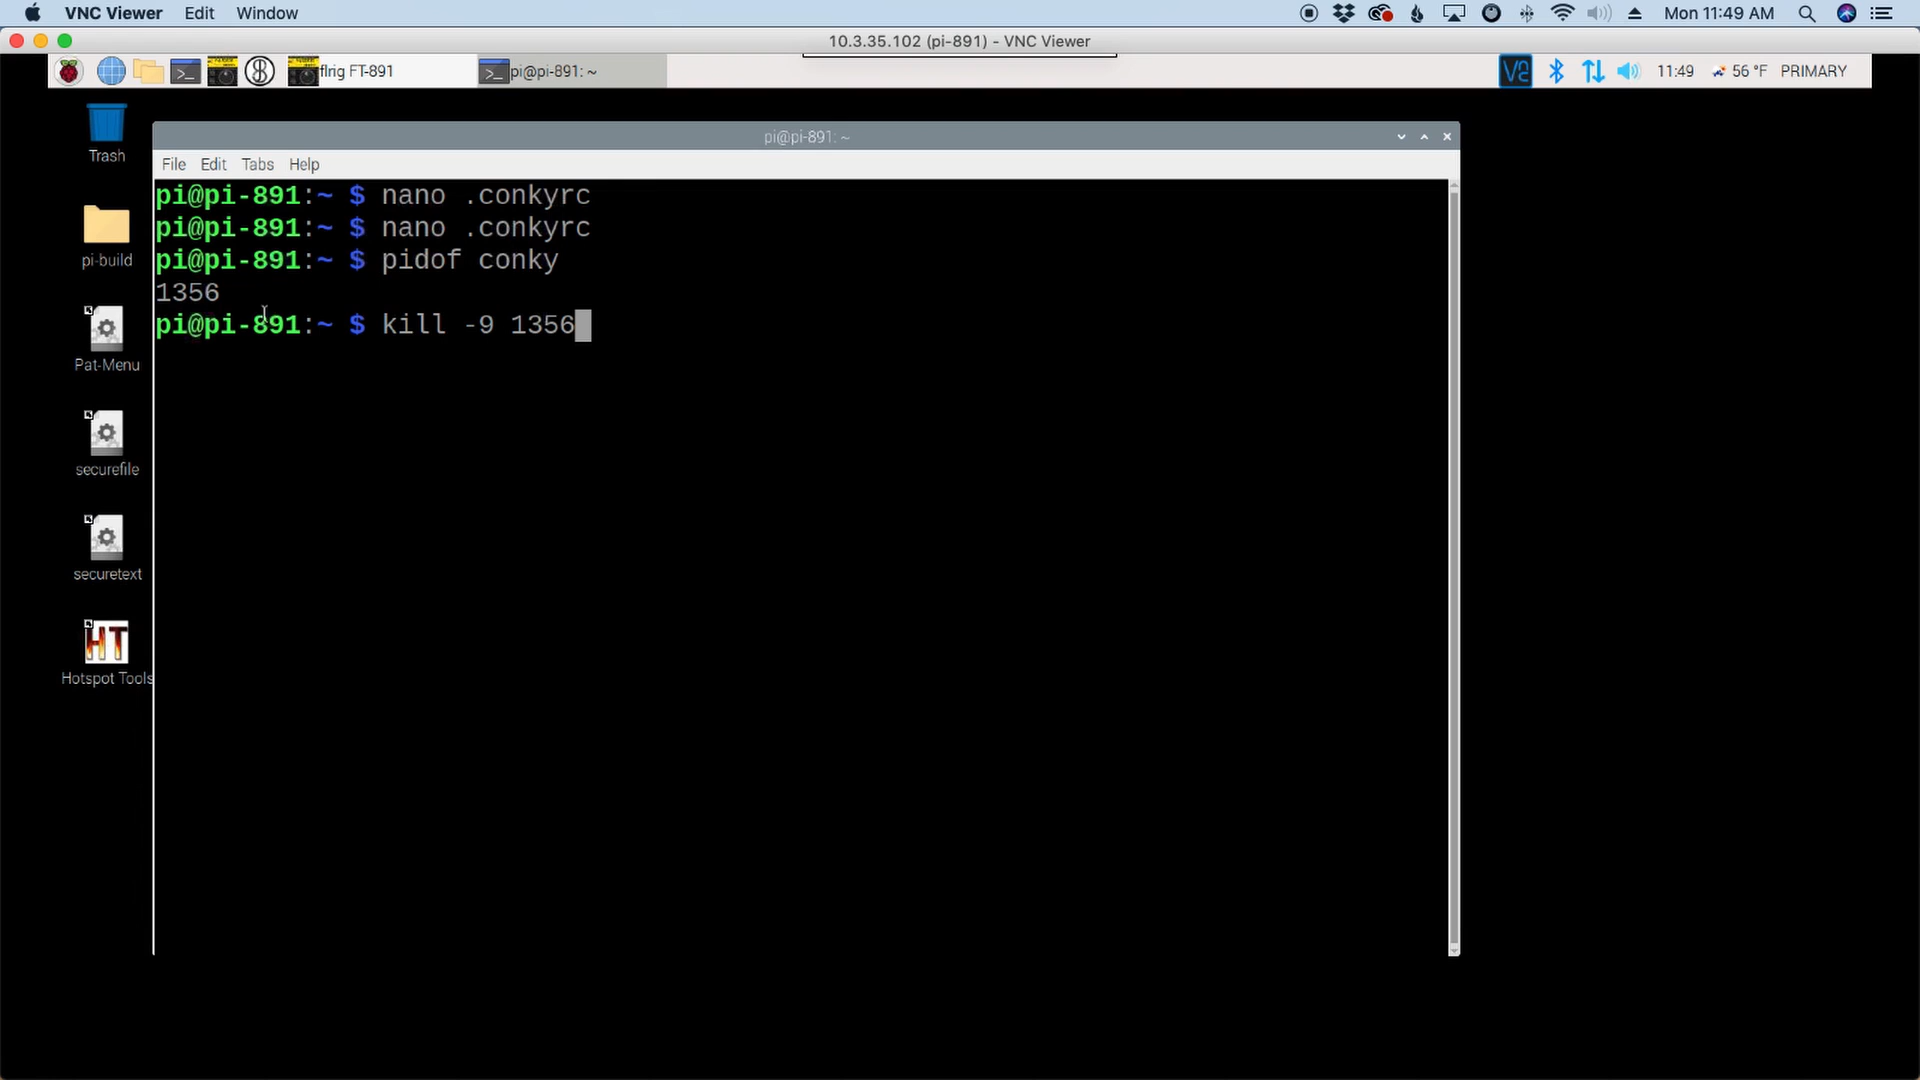 VNC Viewer Edit Window Mon 11:49 AM
10.3.35.102 (pi-891) - VNC Viewer
flrig FT-891 pi@pi-891: ~ 11:49 56 °F PRIMARY
Trash
pi-build
Pat-Menu
securefile
securetext
HT
Hotspot Tools
pi@pi-891: ~
File Edit Tabs Help
pi@pi-891:~ $ nano .conkyrc
pi@pi-891:~ $ nano .conkyrc
pi@pi-891:~ $ pidof conky
1356
pi@pi-891:~ $ kill -9 1356